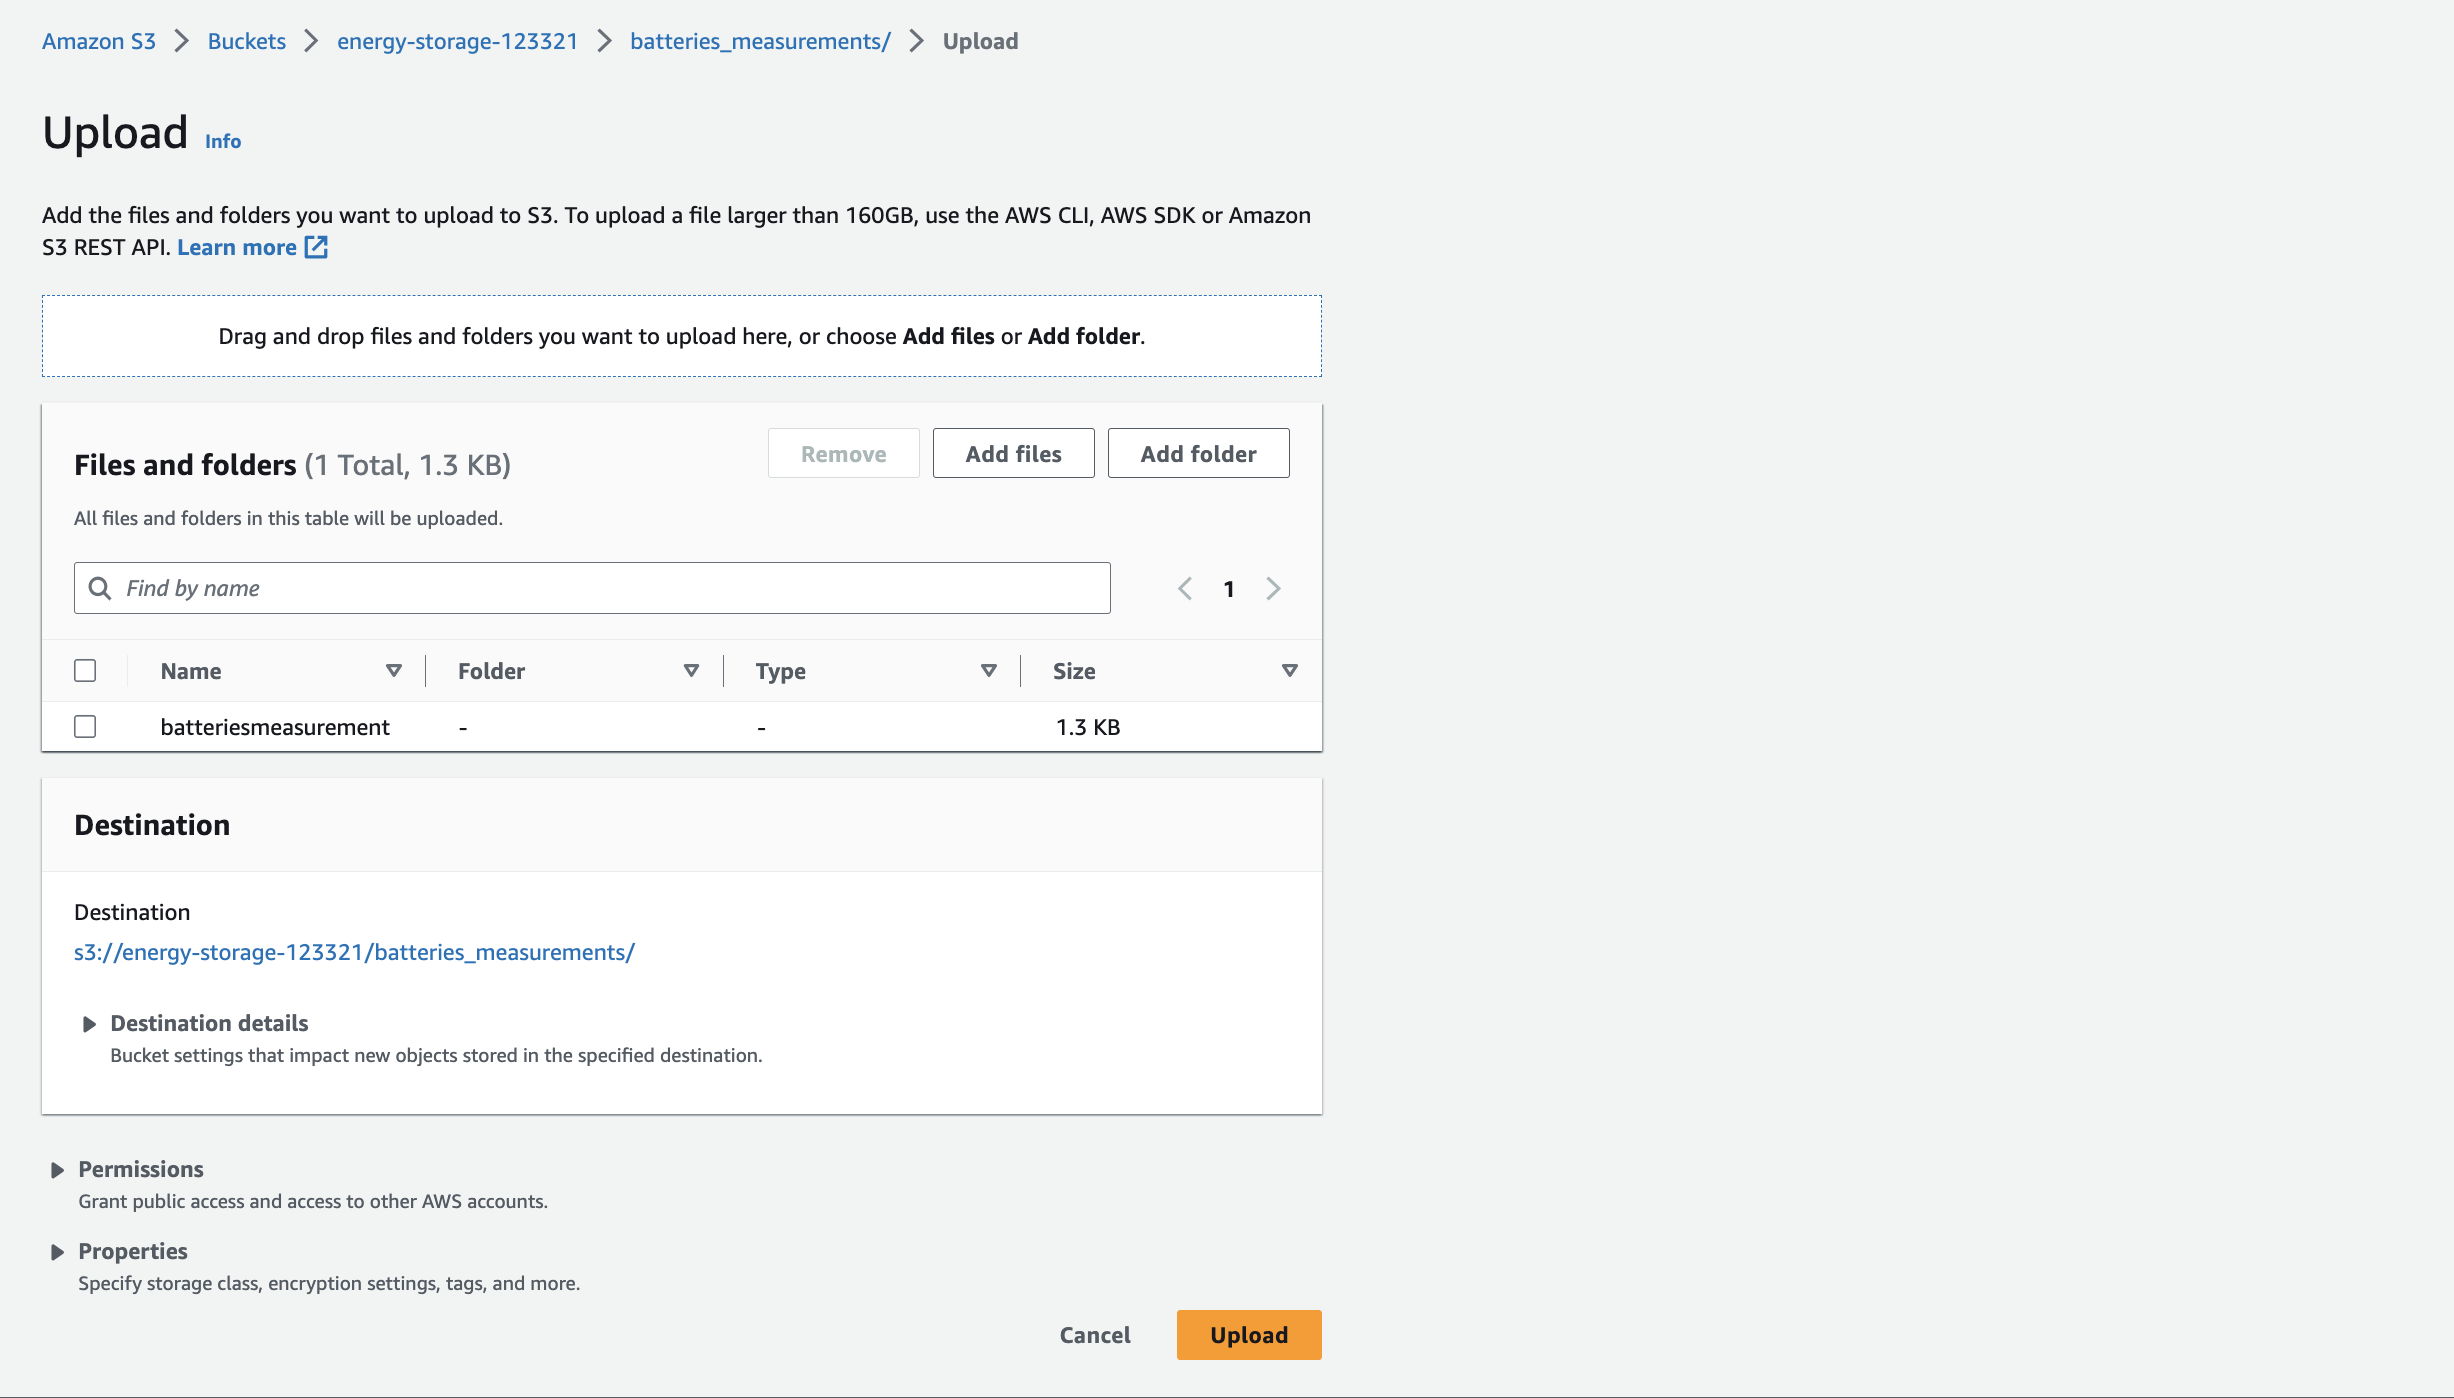 Amazon S3 > Buckets > energy-storage-123321 > batteries_measurements/ > Upload
Upload Info
Add the files and folders you want to upload to S3. To upload a file larger than 160GB, use the AWS CLI, AWS SDK or Amazon
S3 REST API. Learn more
Drag and drop files and folders you want to upload here, or choose Add files or Add folder.
Files and folders (1 Total, 1.3 KB)
Remove
Add files
Add folder
All files and folders in this table will be uploaded.
Find by name
1
Name Folder Type Size
batteriesmeasurement - - 1.3 KB
Destination
Destination
s3://energy-storage-123321/batteries_measurements/
Destination details
Bucket settings that impact new objects stored in the specified destination.
Permissions
Grant public access and access to other AWS accounts.
Properties
Specify storage class, encryption settings, tags, and more.
Cancel
Upload